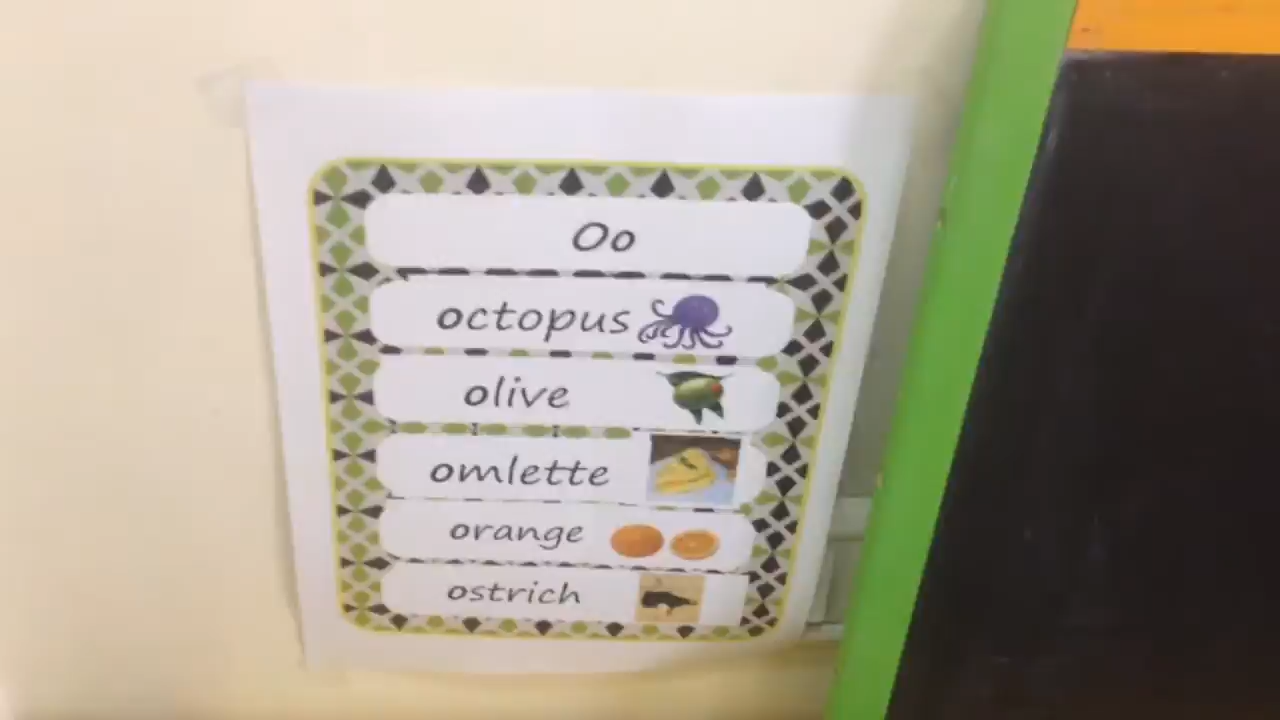 Oo
octopus
olive
omlette
orange
ostrich